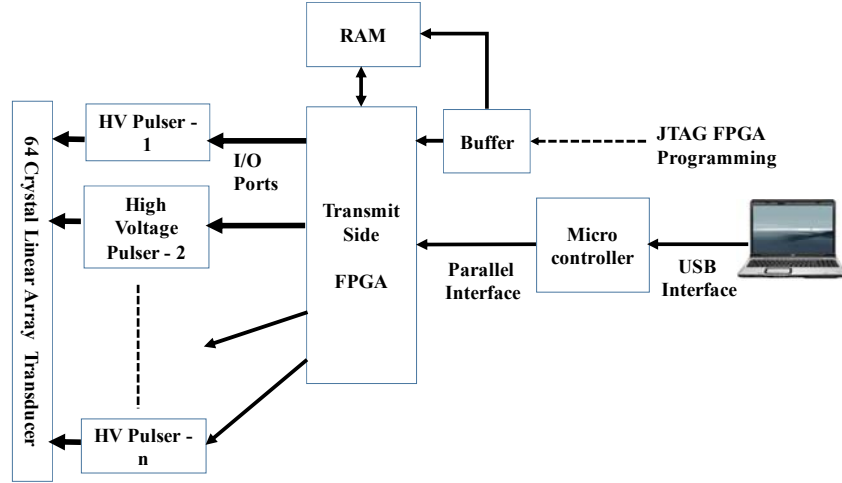 RAM
HV Pulser -
1
I/O
Ports
Buffer
JTAG FPGA
Programming
64 Crystal Linear Array Transducer
High
Voltage
Pulser - 2
Transmit
Side
FPGA
Micro
controller
Parallel
Interface
USB
Interface
HV Pulser -
n